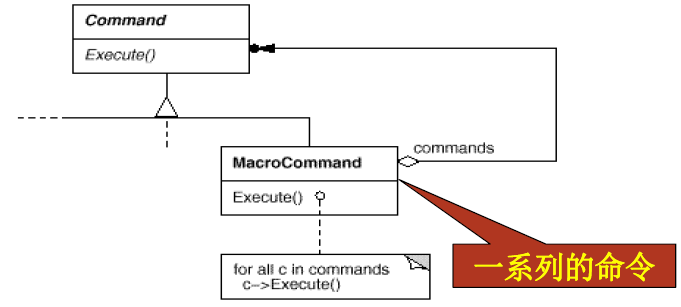 Command
Execute()
commands
MacroCommand
Execute()
一系列的命令
for all c in commands
c->Execute()